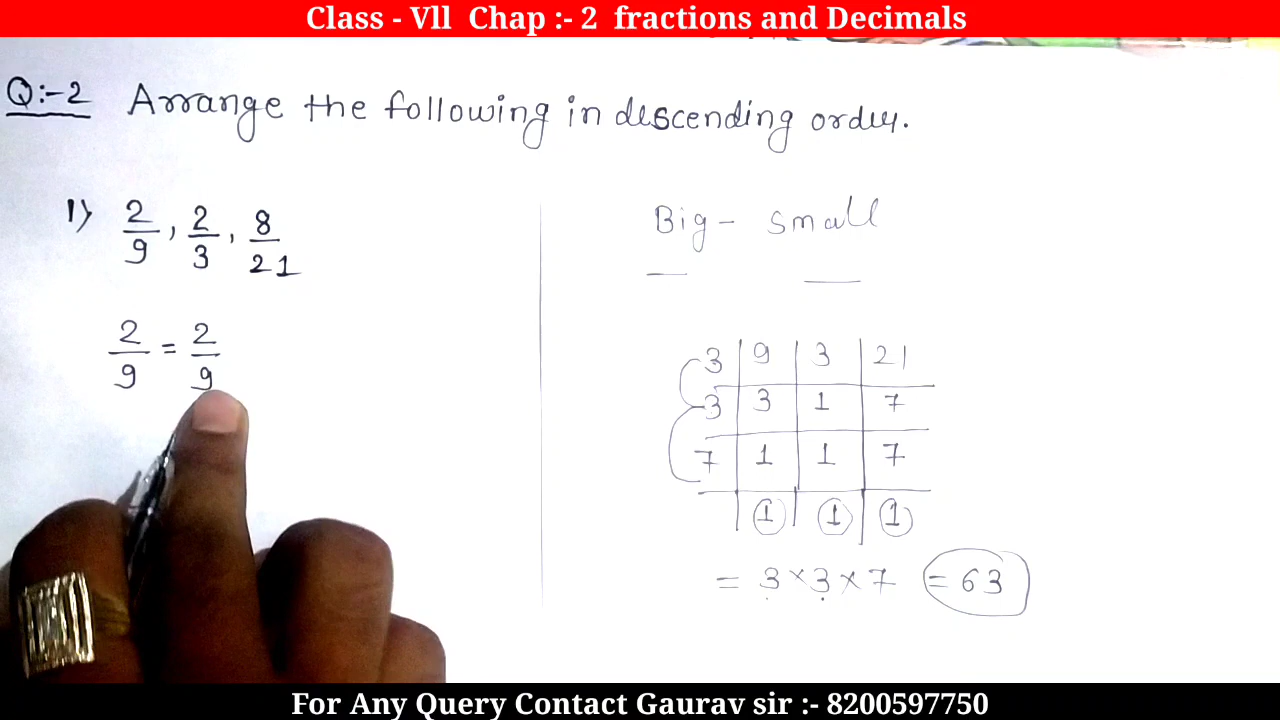 Class - Vll Chap :- 2 fractions and Decimals
Q:-2 Arrange the following in descending order.
1) 2/9, 2/3, 8/21
2/9 = 2/9
Big - Small
3 | 9 | 3 | 21
3 | 3 | 1 | 7
7 | 1 | 1 | 7
| 1 | 1 | 1
= 3 × 3 × 7 = 63
For Any Query Contact Gaurav sir :- 8200597750